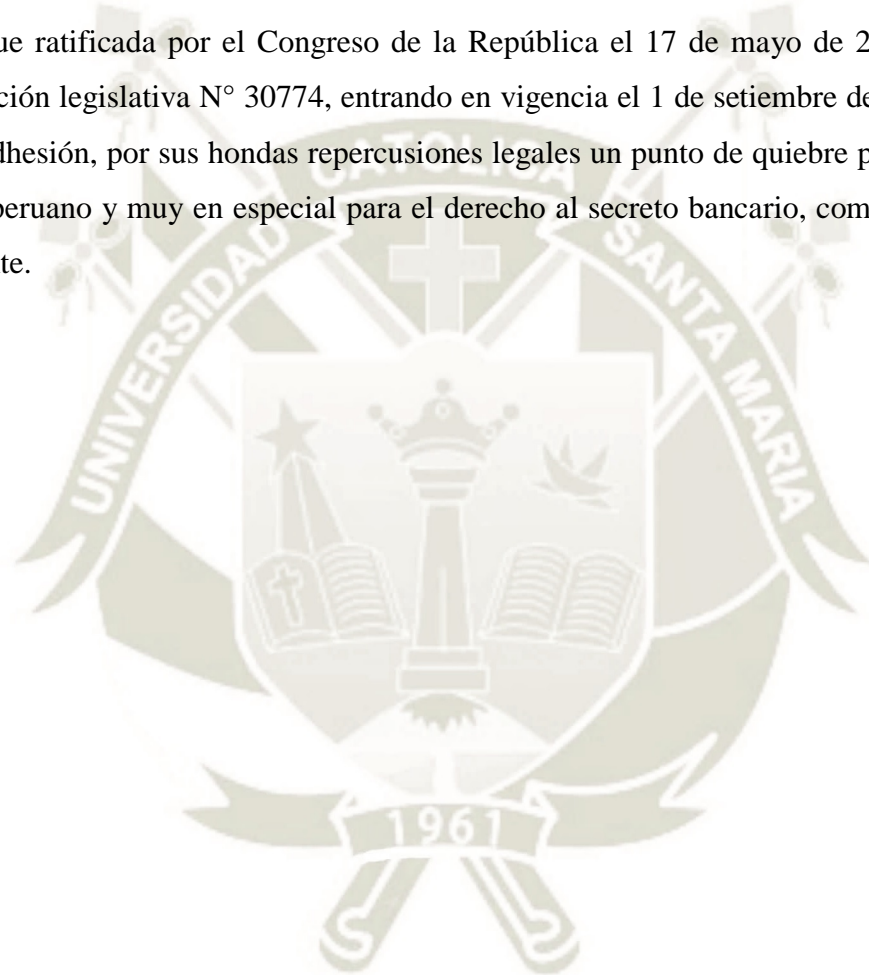 ue ratificada por el Congreso de la República el 17 de mayo de 2
ción legislativa N° 30774, entrando en vigencia el 1 de setiembre de
dhesión, por sus hondas repercusiones legales un punto de quiebre p
peruano y muy en especial para el derecho al secreto bancario, com
te.
UNIVERSIDAD CATOLICA SANTA MARIA
1961